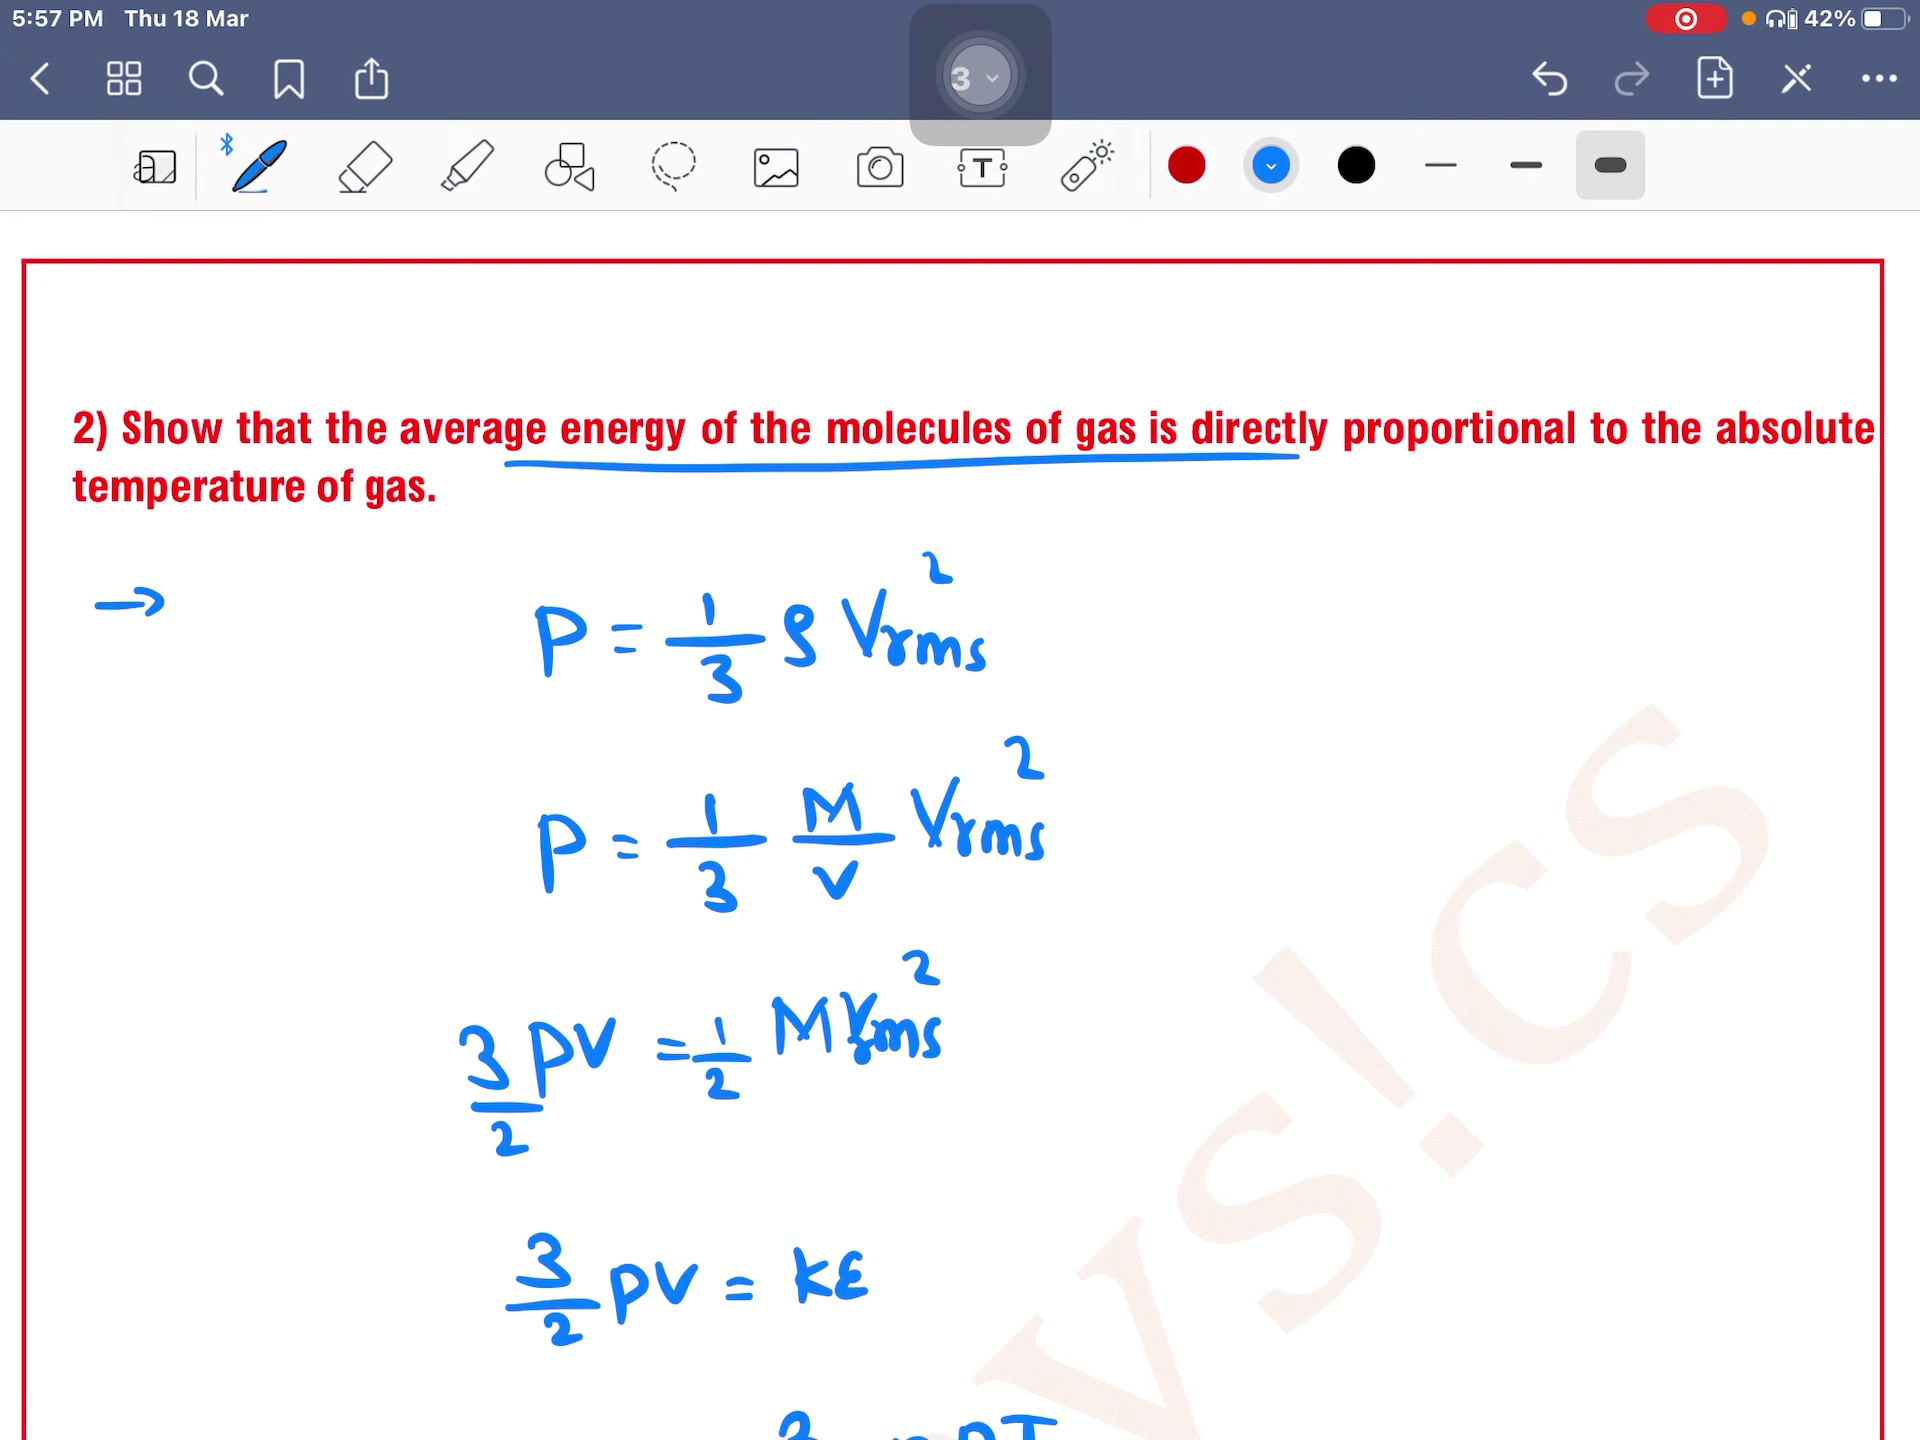 5:57 PM Thu 18 Mar
42%
3
T
2) Show that the average energy of the molecules of gas is directly proportional to the absolute
temperature of gas.
→ P = 1/3 ρ Vrms²
P = 1/3 M/V Vrms²
3/2 PV = 1/2 M Vrms²
3/2 PV = KE